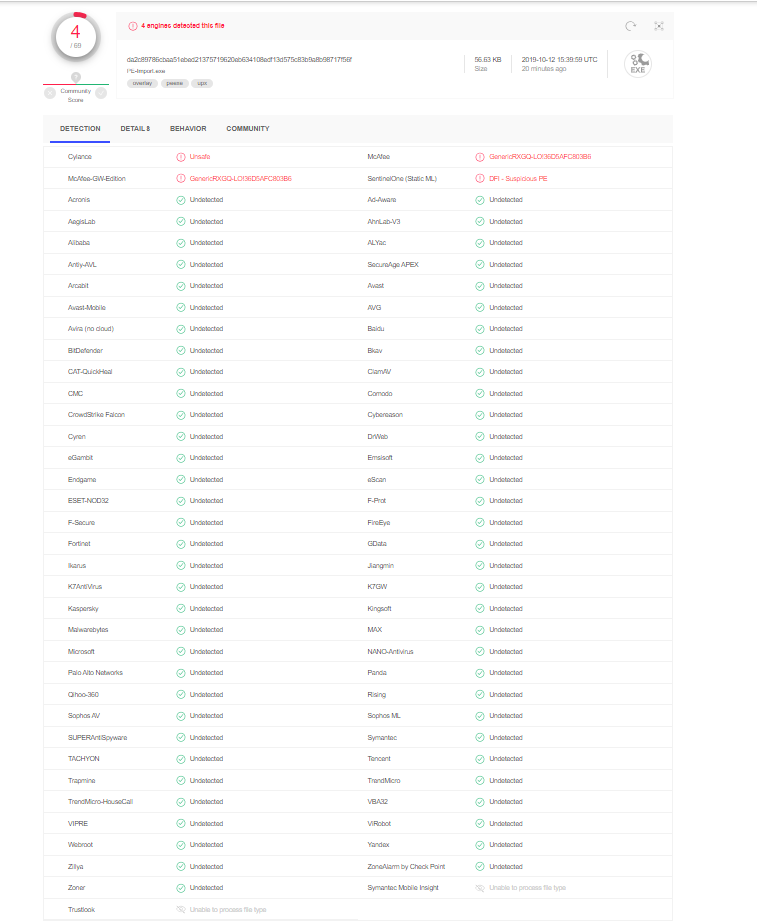 4
/ 69
4 engines detected this file
56.63 KB
Size
2019-10-12 15:39:59 UTC
20 minutes ago
EXE
PE-Import.exe
overlay peexe upx
Community
Score
DETECTION DETAILS BEHAVIOR COMMUNITY
Cylance Unsafe McAfee GenericRXGQ-LO!36D5AFC803B6
McAfee-GW-Edition GenericRXGQ-LO!36D5AFC803B6 SentinelOne (Static ML) DFI - Suspicious PE
Acronis Undetected Ad-Aware Undetected
AegisLab Undetected AhnLab-V3 Undetected
Alibaba Undetected ALYac Undetected
Antiy-AVL Undetected SecureAge APEX Undetected
Arcabit Undetected Avast Undetected
Avast-Mobile Undetected AVG Undetected
Avira (no cloud) Undetected Baidu Undetected
BitDefender Undetected Bkav Undetected
CAT-QuickHeal Undetected ClamAV Undetected
CMC Undetected Comodo Undetected
CrowdStrike Falcon Undetected Cybereason Undetected
Cyren Undetected DrWeb Undetected
eGambit Undetected Emsisoft Undetected
Endgame Undetected eScan Undetected
ESET-NOD32 Undetected F-Prot Undetected
F-Secure Undetected FireEye Undetected
Fortinet Undetected GData Undetected
Ikarus Undetected Jiangmin Undetected
K7AntiVirus Undetected K7GW Undetected
Kaspersky Undetected Kingsoft Undetected
Malwarebytes Undetected MAX Undetected
Microsoft Undetected NANO-Antivirus Undetected
Palo Alto Networks Undetected Panda Undetected
Qihoo-360 Undetected Rising Undetected
Sophos AV Undetected Sophos ML Undetected
SUPERAntiSpyware Undetected Symantec Undetected
TACHYON Undetected Tencent Undetected
Trapmine Undetected TrendMicro Undetected
TrendMicro-HouseCall Undetected VBA32 Undetected
VIPRE Undetected ViRobot Undetected
Webroot Undetected Yandex Undetected
Zillya Undetected ZoneAlarm by Check Point Undetected
Zoner Undetected Symantec Mobile Insight Unable to process file type
Trustlook Unable to process file type